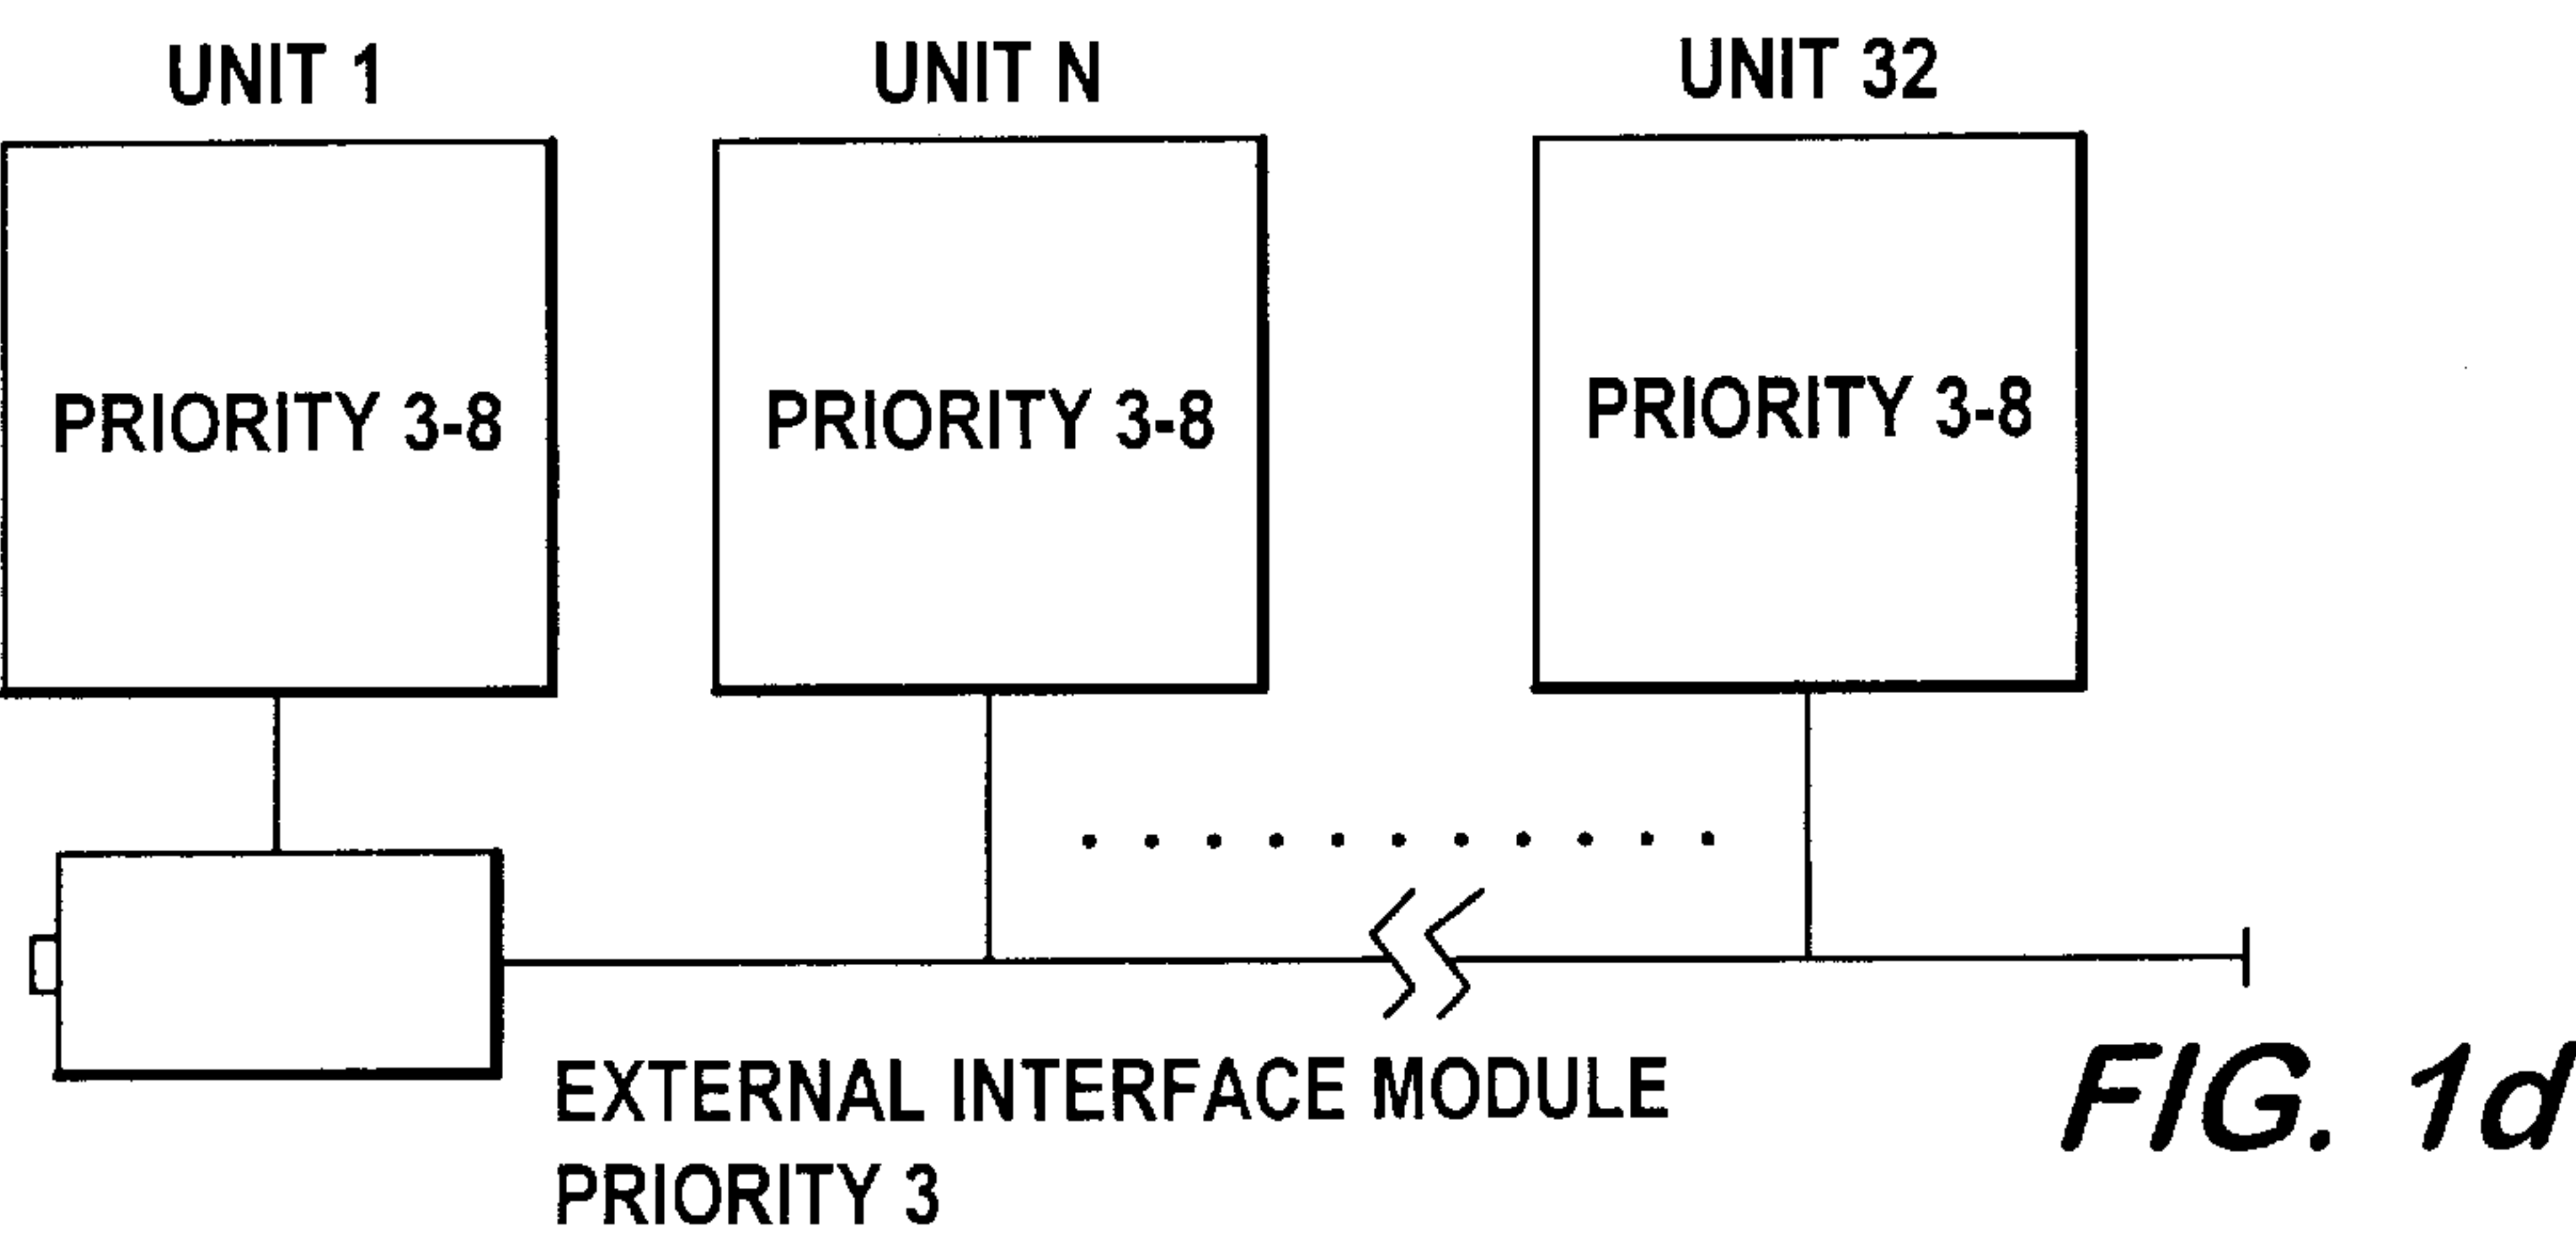 UNIT 1
UNIT N
UNIT 32
PRIORITY 3-8
PRIORITY 3-8
PRIORITY 3-8
EXTERNAL INTERFACE MODULE
PRIORITY 3
FIG. 1d